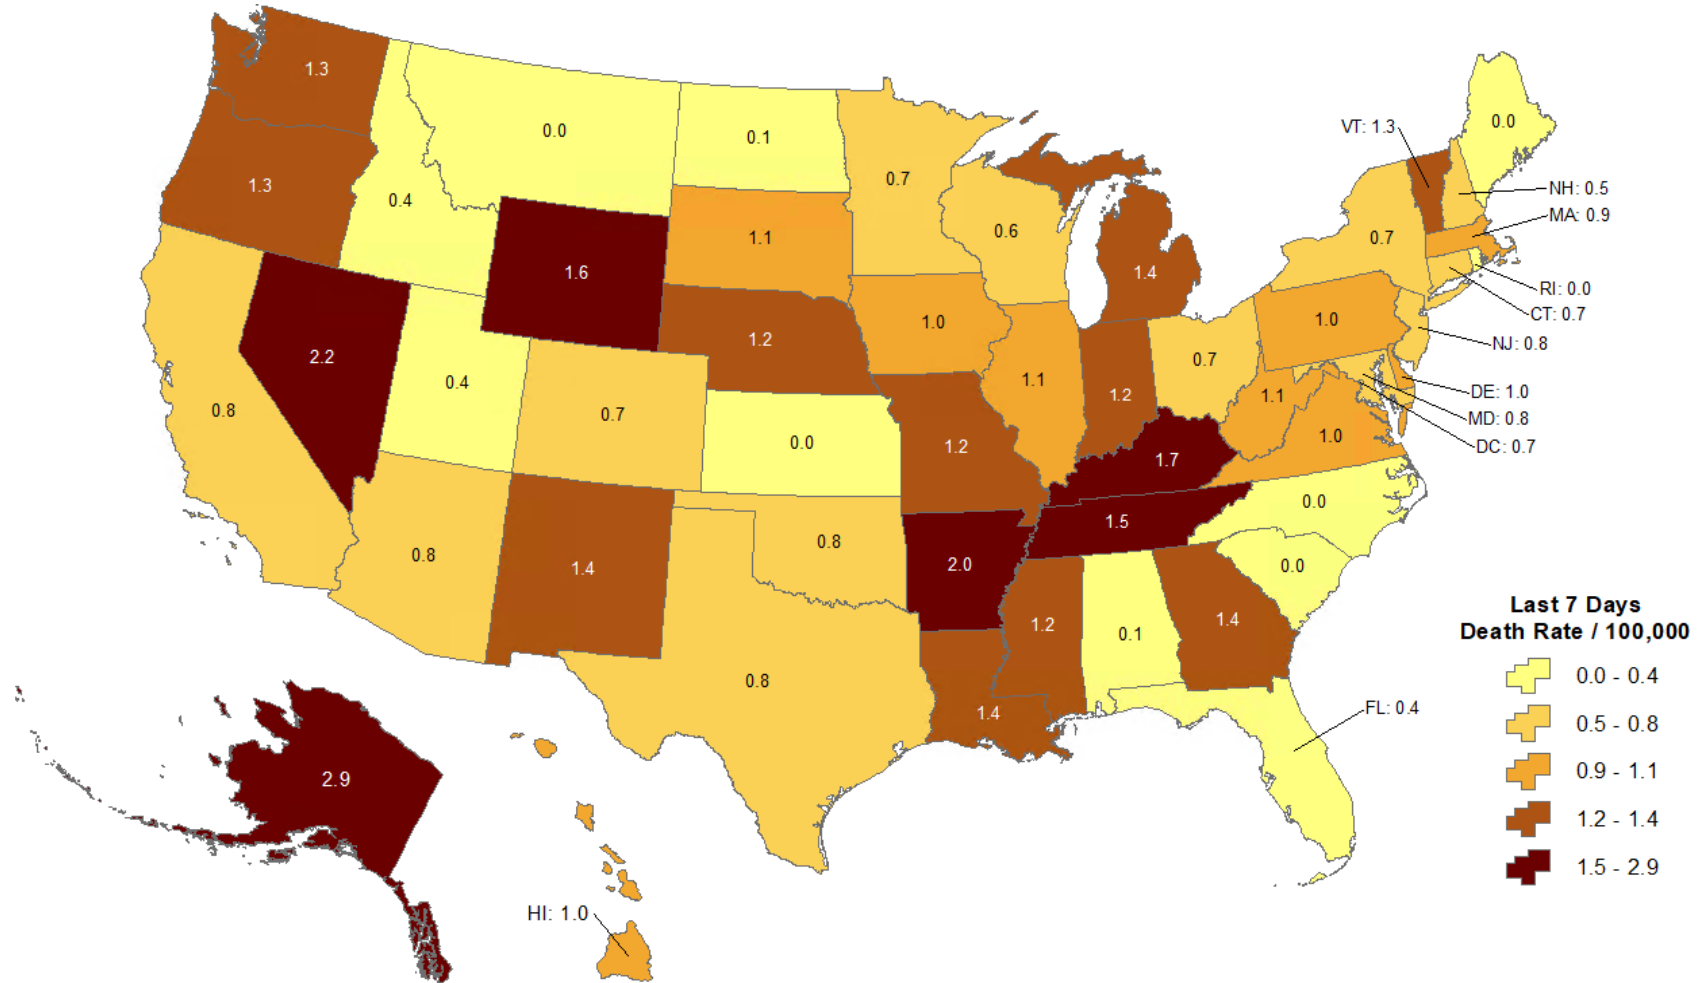 1.3
0.0
0.1
0.0
VT: 1.3
0.7
1.3
0.4
NH: 0.5
MA: 0.9
1.1
0.6
0.7
1.6
1.4
RI: 0.0
CT: 0.7
1.0
1.0
2.2
1.2
NJ: 0.8
0.7
0.4
1.1
1.2
1.1
DE: 1.0
0.8
0.7
MD: 0.8
0.0
1.2
1.0
DC: 0.7
1.7
0.0
1.5
0.8
0.8
1.4
2.0
0.0
Last 7 Days
Death Rate / 100,000
1.2
0.1
1.4
0.0 - 0.4
0.8
1.4
FL: 0.4
0.5 - 0.8
2.9
0.9 - 1.1
1.2 - 1.4
1.5 - 2.9
HI: 1.0